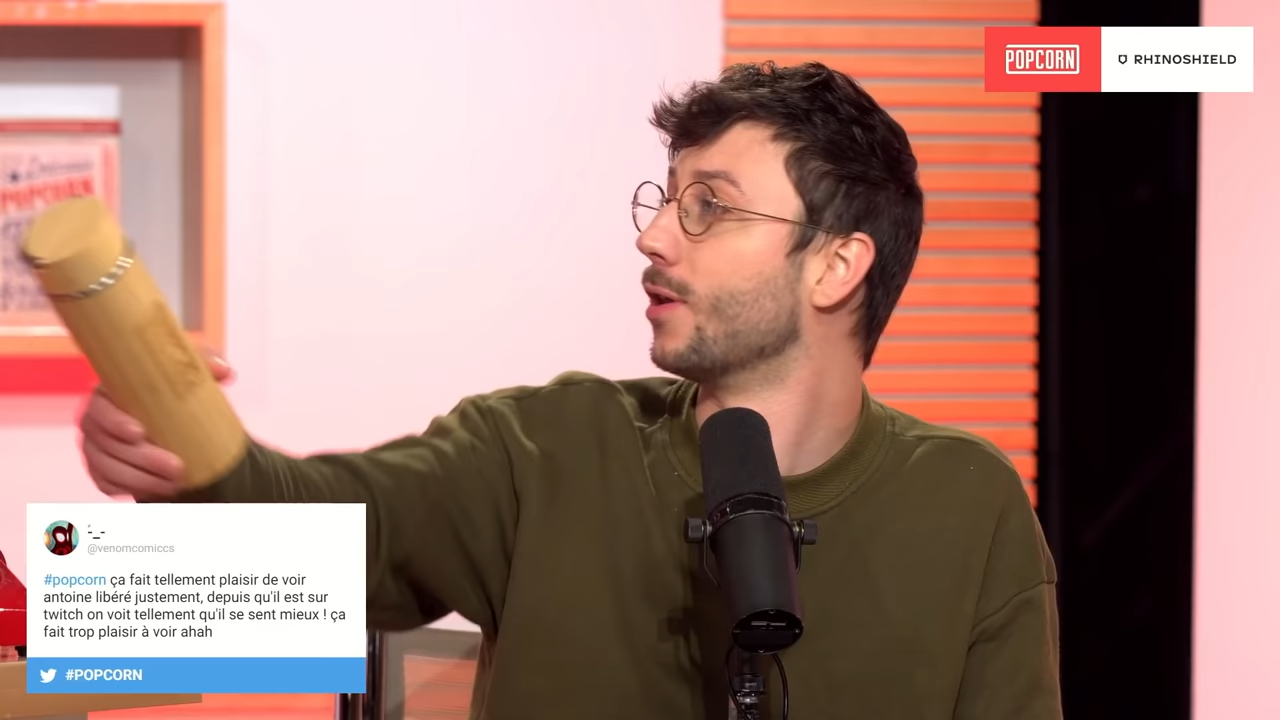 POPCORN
RHINOSHIELD
POPCORN
-_-
@venomcomiccs
#popcorn ça fait tellement plaisir de voir
antoine libéré justement, depuis qu'il est sur
twitch on voit tellement qu'il se sent mieux ! ça
fait trop plaisir à voir ahah
#POPCORN